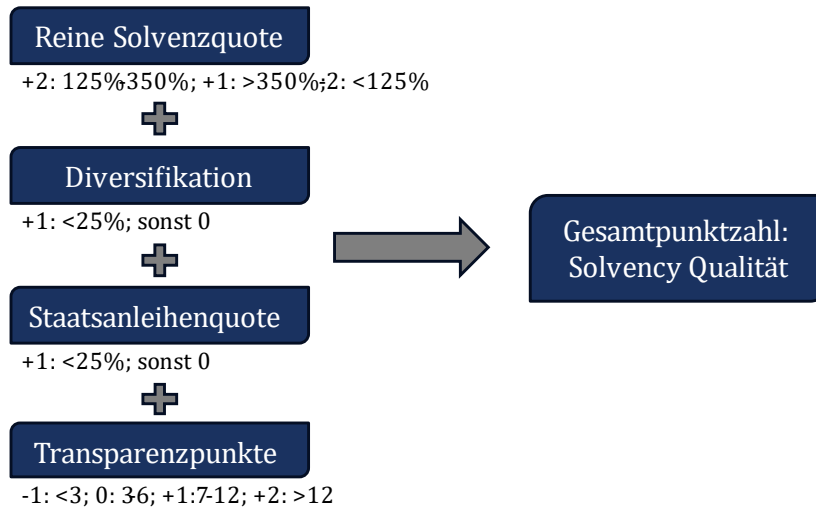 Reine Solvenzquote
+2: 125%-350%; +1: >350%;-2: <125%
Diversifikation
+1: <25%; sonst 0
Staatsanleihenquote
+1: <25%; sonst 0
Transparenzpunkte
-1: <3; 0: 3-6; +1:7-12; +2: >12
Gesamtpunktzahl:
Solvency Qualität